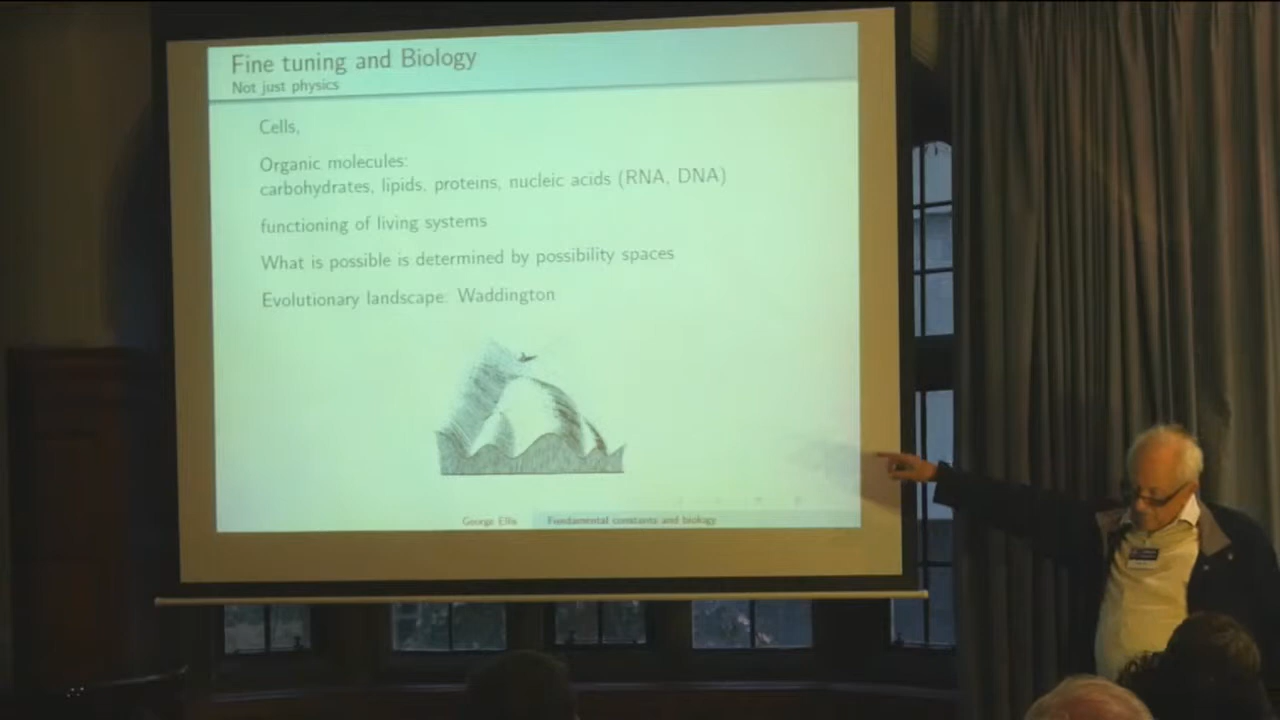 Fine tuning and Biology
Not just physics
Cells,
Organic molecules:
carbohydrates, lipids, proteins, nucleic acids (RNA, DNA)
functioning of living systems
What is possible is determined by possibility spaces
Evolutionary landscape: Waddington
George Ellis Fundamental constants and biology